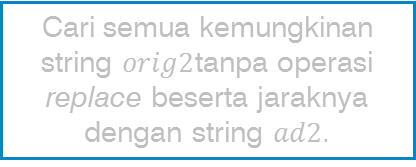 Cari semua kemungkinan
string orig2tanpa operasi
replace beserta jaraknya
dengan string ad2.